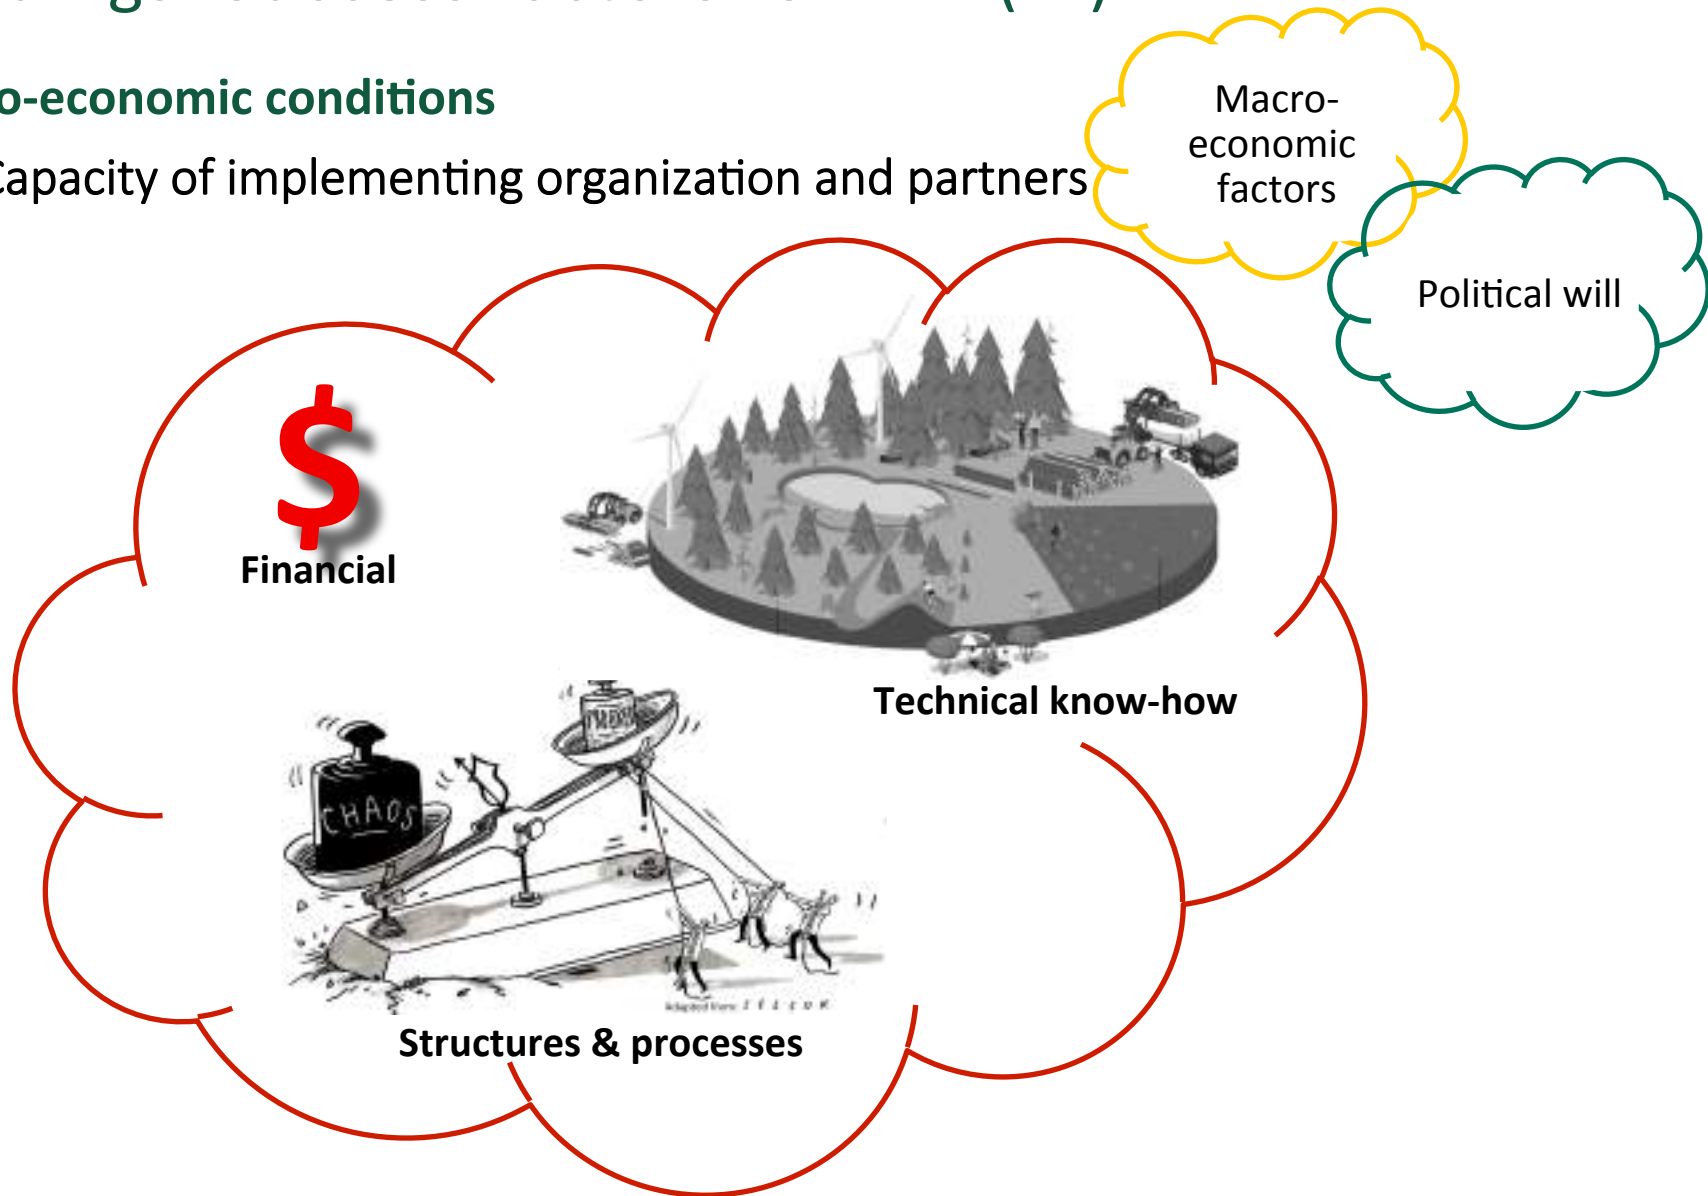 o-economic conditions
Capacity of implementing organization and partners
Macro-
economic
factors
Political will
$
Financial
Technical know-how
CHAOS
Structures & processes